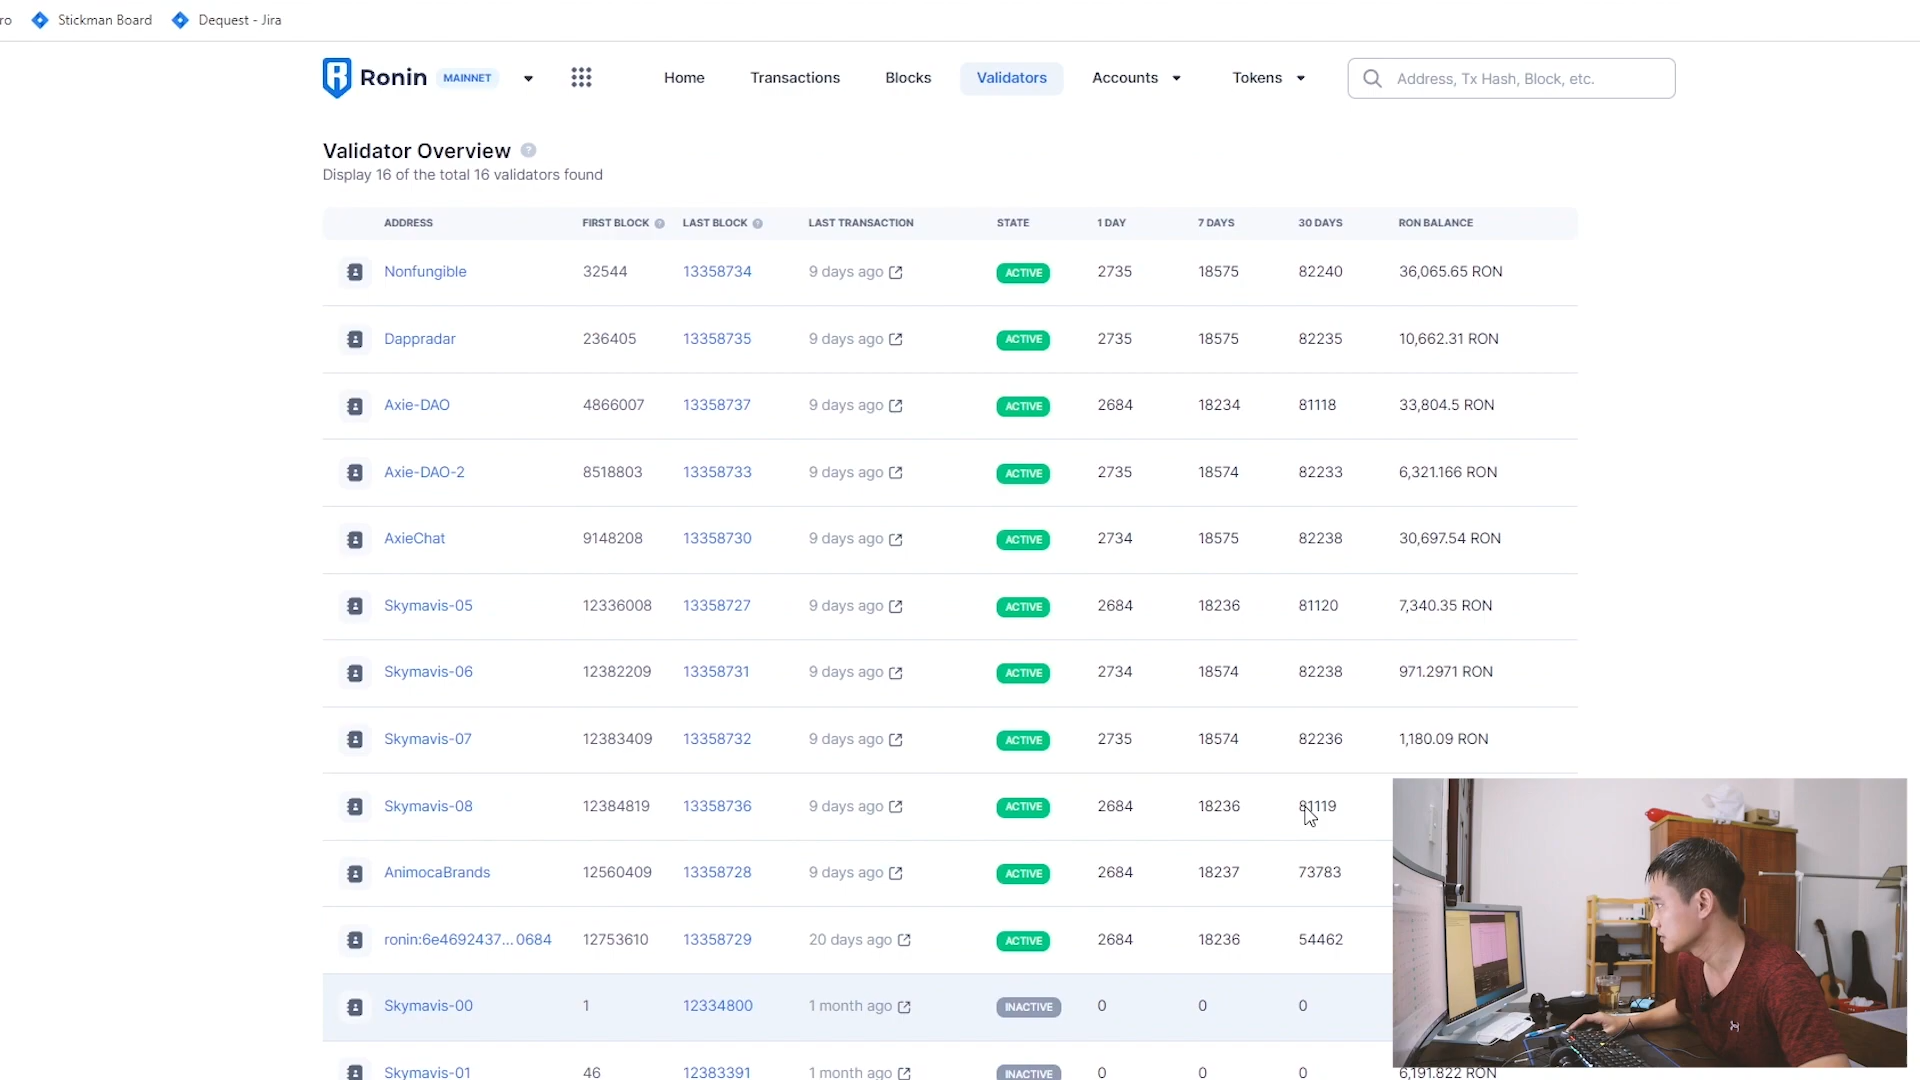 ro Stickman Board Dequest - Jira
Ronin MAINNET Home Transactions Blocks Validators Accounts Tokens Address, Tx Hash, Block, etc.
Validator Overview ?
Display 16 of the total 16 validators found
ADDRESS FIRST BLOCK ? LAST BLOCK ? LAST TRANSACTION STATE 1 DAY 7 DAYS 30 DAYS RON BALANCE
Nonfungible 32544 13358734 9 days ago ACTIVE 2735 18575 82240 36,065.65 RON
Dappradar 236405 13358735 9 days ago ACTIVE 2735 18575 82235 10,662.31 RON
Axie-DAO 4866007 13358737 9 days ago ACTIVE 2684 18234 81118 33,804.5 RON
Axie-DAO-2 8518803 13358733 9 days ago ACTIVE 2735 18574 82233 6,321.166 RON
AxieChat 9148208 13358730 9 days ago ACTIVE 2734 18575 82238 30,697.54 RON
Skymavis-05 12336008 13358727 9 days ago ACTIVE 2684 18236 81120 7,340.35 RON
Skymavis-06 12382209 13358731 9 days ago ACTIVE 2734 18574 82238 971.2971 RON
Skymavis-07 12383409 13358732 9 days ago ACTIVE 2735 18574 82236 1,180.09 RON
Skymavis-08 12384819 13358736 9 days ago ACTIVE 2684 18236 81119
AnimocaBrands 12560409 13358728 9 days ago ACTIVE 2684 18237 73783
ronin:6e4692437...0684 12753610 13358729 20 days ago ACTIVE 2684 18236 54462
Skymavis-00 1 12334800 1 month ago INACTIVE 0 0 0
Skymavis-01 46 12383391 1 month ago INACTIVE 0 0 0 6,191.822 RON